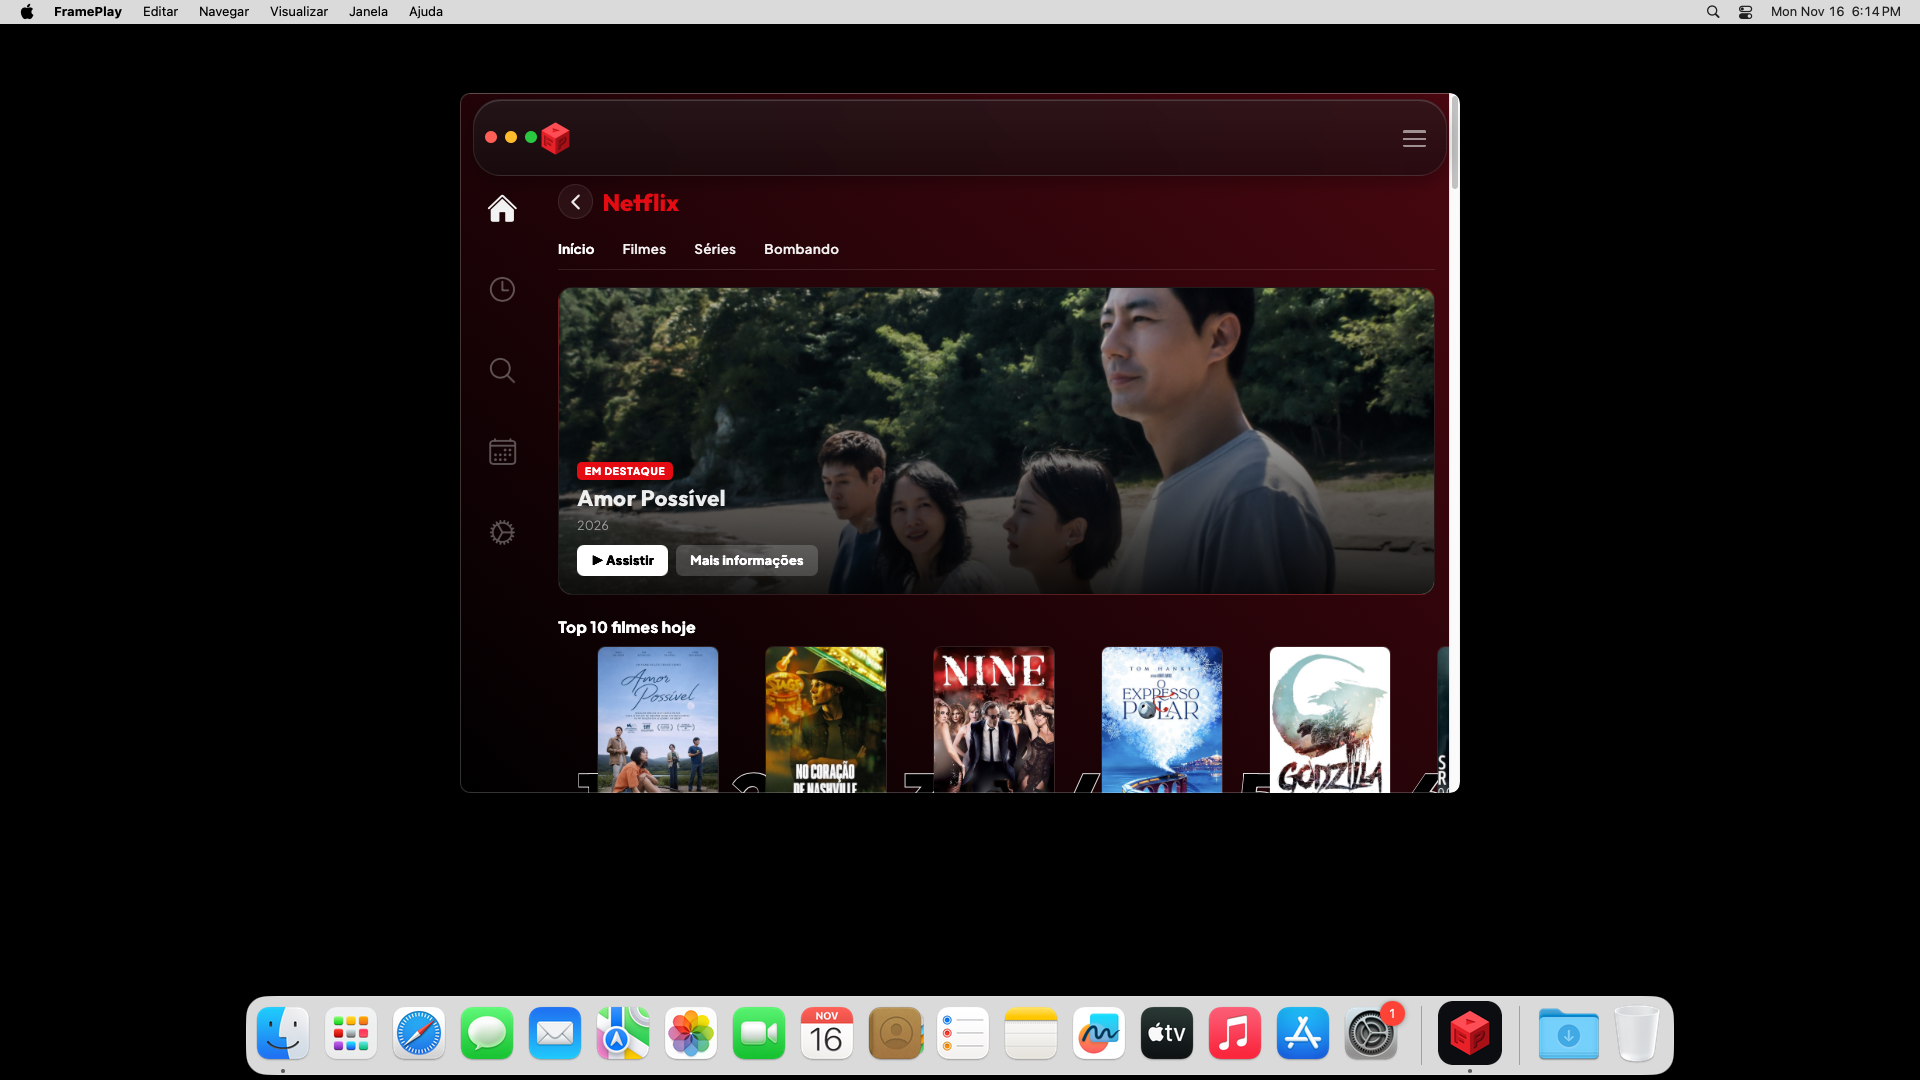 FramePlay Editar Navegar Visualizar Janela Ajuda
Mon Nov 16 6:14 PM
Netflix
Início Filmes Séries Bombando
EM DESTAQUE
Amor Possível
2026
▶ Assistir Mais informações
Top 10 filmes hoje
Amor Possível
NO CORAÇÃO
DE NASHVILLE
NINE
TOM HANKS
O EXPRESSO POLAR
GODZILLA
NOV
16
tv
1